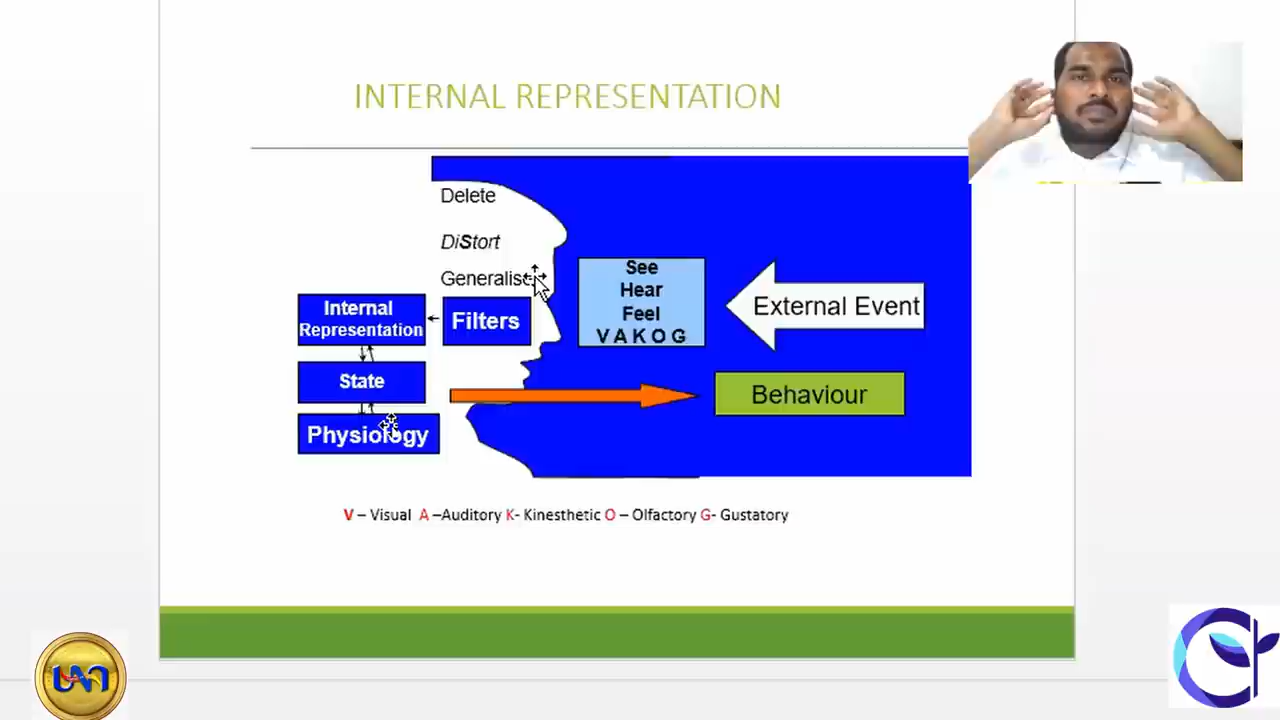 INTERNAL REPRESENTATION
Delete
DiStort
Generalise
Internal
Representation
Filters
See
Hear
Feel
V A K O G
External Event
State
Physiology
Behaviour
V – Visual A –Auditory K- Kinesthetic O – Olfactory G- Gustatory